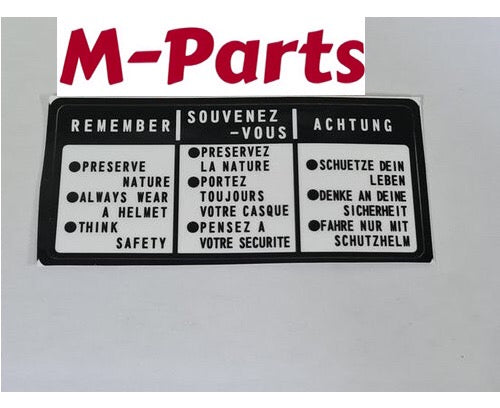 M-Parts
REMEMBER
●PRESERVE
NATURE
●ALWAYS WEAR
A HELMET
●THINK
SAFETY
SOUVENEZ
-VOUS
●PRESERVEZ
LA NATURE
●PORTEZ
TOUJOURS
VOTRE CASQUE
●PENSEZ A
VOTRE SECURITE
ACHTUNG
●SCHUETZE DEIN
LEBEN
●DENKE AN DEINE
SICHERHEIT
●FAHRE NUR MIT
SCHUTZHELM